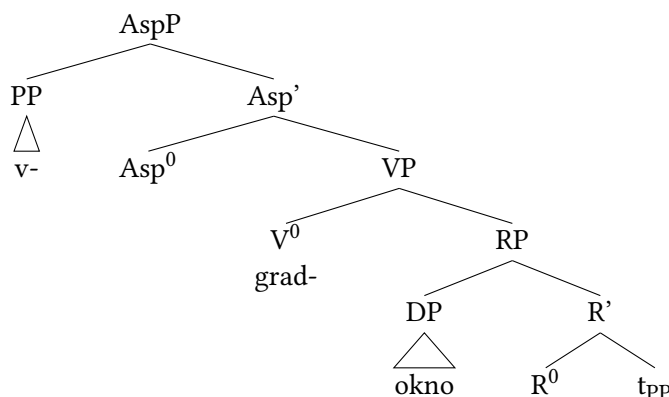 AspP
PP Asp’
v- Asp⁰ VP
V⁰ RP
grad-
DP R’
okno R⁰ tPP